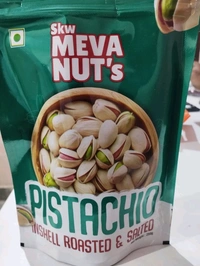 Skw
MEVA
NUT's
PISTACHIO
INSHELL ROASTED & SALTED